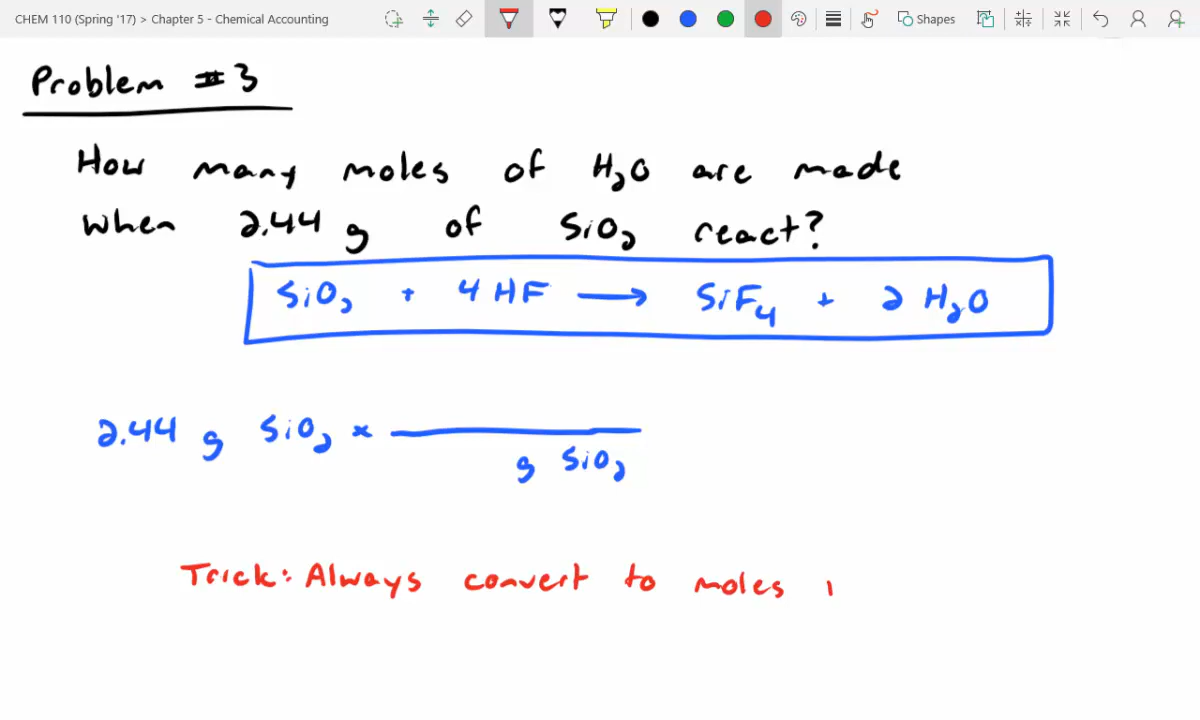 CHEM 110 (Spring '17) > Chapter 5 - Chemical Accounting
Shapes
Problem #3
How many moles of H₂O are made
when 2.44 g of SiO₂ react?
SiO₂ + 4 HF ⟶ SiF₄ + 2 H₂O
2.44 g SiO₂ ×
g SiO₂
Trick: Always convert to moles